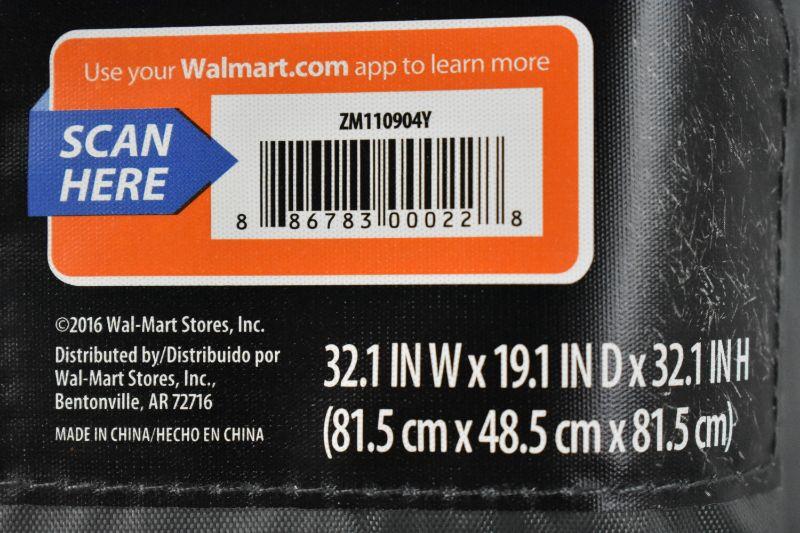 Use your Walmart.com app to learn more
SCAN
HERE
ZM110904Y
8 86783 00022 8
©2016 Wal-Mart Stores, Inc.
Distributed by/Distribuido por
Wal-Mart Stores, Inc.,
Bentonville, AR 72716
MADE IN CHINA/HECHO EN CHINA
32.1 IN W x 19.1 IN D x 32.1 IN H
(81.5 cm x 48.5 cm x 81.5 cm)